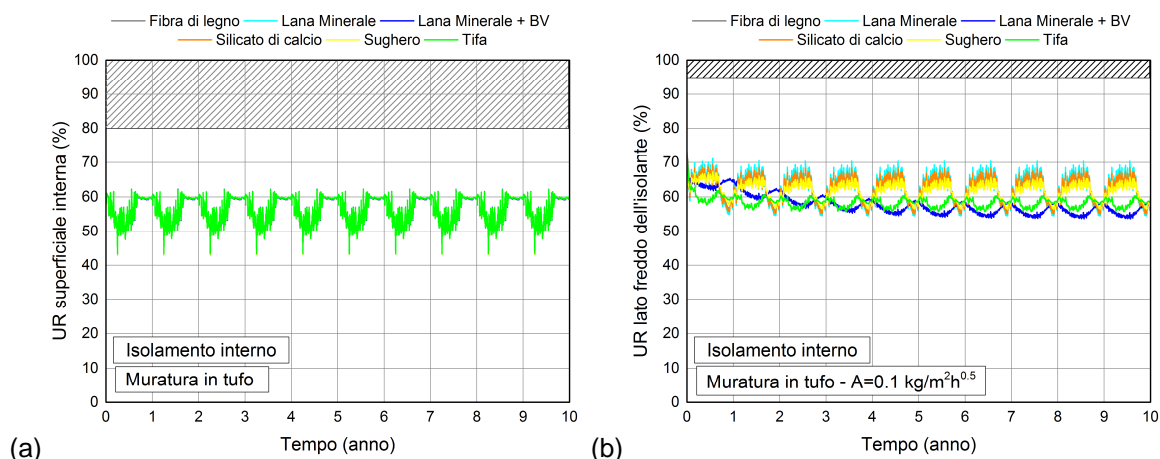 Fibra di legno Lana Minerale Lana Minerale + BV
Silicato di calcio Sughero Tifa
100
90
80
70
60
50
40
30
20
10
0
UR superficiale interna (%)
Isolamento interno
Muratura in tufo
0 1 2 3 4 5 6 7 8 9 10
Tempo (anno)
(a)
Fibra di legno Lana Minerale Lana Minerale + BV
Silicato di calcio Sughero Tifa
100
90
80
70
60
50
40
30
20
10
0
UR lato freddo dell'isolante (%)
Isolamento interno
Muratura in tufo - A=0.1 kg/m²h⁰·⁵
0 1 2 3 4 5 6 7 8 9 10
Tempo (anno)
(b)